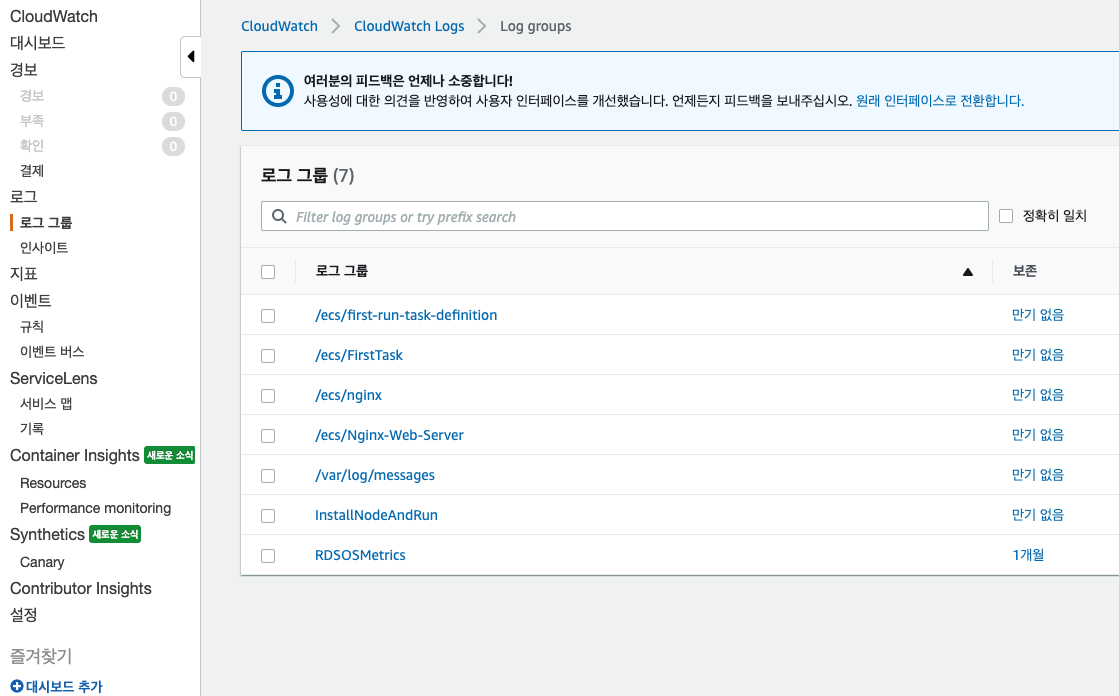 CloudWatch
대시보드
경보
경보 0
부족 0
확인 0
결제
로그
로그 그룹
인사이트
지표
이벤트
규칙
이벤트 버스
ServiceLens
서비스 맵
기록
Container Insights 새로운 소식
Resources
Performance monitoring
Synthetics 새로운 소식
Canary
Contributor Insights
설정
즐겨찾기
대시보드 추가
CloudWatch CloudWatch Logs Log groups
여러분의 피드백은 언제나 소중합니다!
사용성에 대한 의견을 반영하여 사용자 인터페이스를 개선했습니다. 언제든지 피드백을 보내주십시오. 원래 인터페이스로 전환합니다.
로그 그룹 (7)
Filter log groups or try prefix search 정확히 일치
로그 그룹 ▲ 보존
/ecs/first-run-task-definition 만기 없음
/ecs/FirstTask 만기 없음
/ecs/nginx 만기 없음
/ecs/Nginx-Web-Server 만기 없음
/var/log/messages 만기 없음
InstallNodeAndRun 만기 없음
RDSOSMetrics 1개월